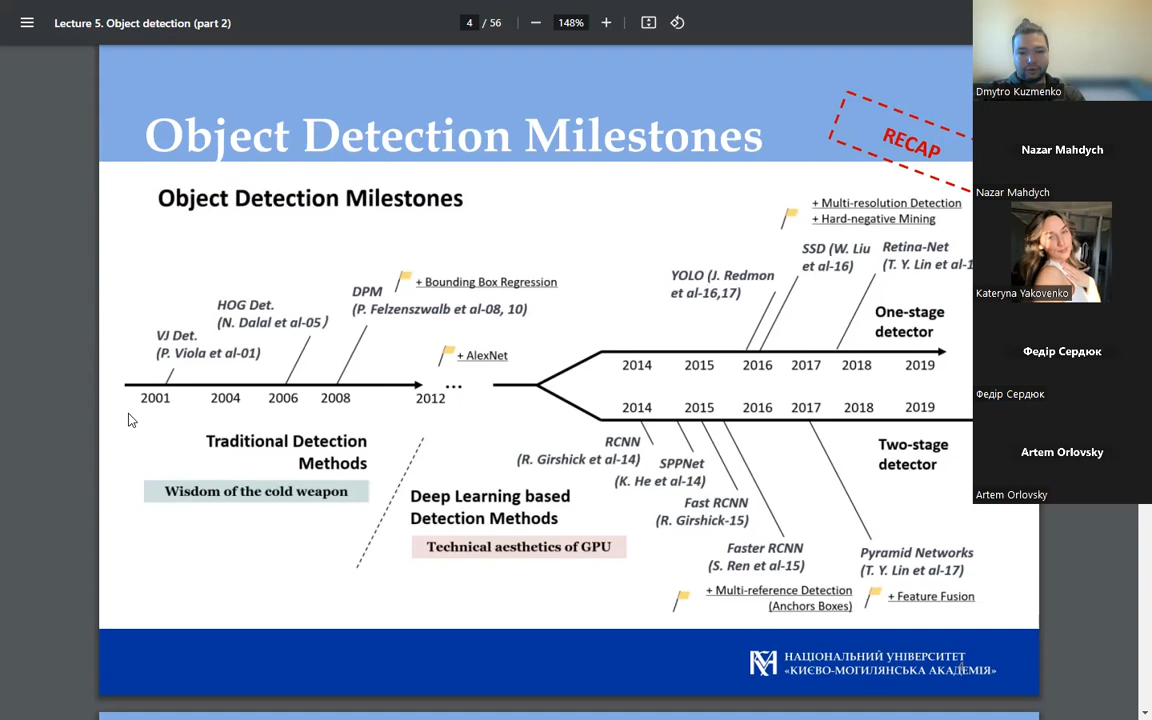 Lecture 5. Object detection (part 2)
4 / 56
148%
Object Detection Milestones
RECAP
Object Detection Milestones
+ Multi-resolution Detection
+ Hard-negative Mining
SSD (W. Liu
et al-16)
Retina-Net
(T. Y. Lin et al-1
YOLO (J. Redmon
et al-16,17)
+ Bounding Box Regression
DPM
(P. Felzenszwalb et al-08, 10)
HOG Det.
(N. Dalal et al-05)
VJ Det.
(P. Viola et al-01)
+ AlexNet
One-stage
detector
2014 2015 2016 2017 2018 2019
2001 2004 2006 2008 2012 ...
2014 2015 2016 2017 2018 2019
Traditional Detection
Methods
Wisdom of the cold weapon
Deep Learning based
Detection Methods
Technical aesthetics of GPU
RCNN
(R. Girshick et al-14)
SPPNet
(K. He et al-14)
Fast RCNN
(R. Girshick-15)
Faster RCNN
(S. Ren et al-15)
+ Multi-reference Detection
(Anchors Boxes)
Two-stage
detector
Pyramid Networks
(T. Y. Lin et al-17)
+ Feature Fusion
НАЦІОНАЛЬНИЙ УНІВЕРСИТЕТ
«КИЄВО-МОГИЛЯНСЬКА АКАДЕМІЯ»
4
Dmytro Kuzmenko
Nazar Mahdych
Nazar Mahdych
Kateryna Yakovenko
Федір Сердюк
Федір Сердюк
Artem Orlovsky
Artem Orlovsky